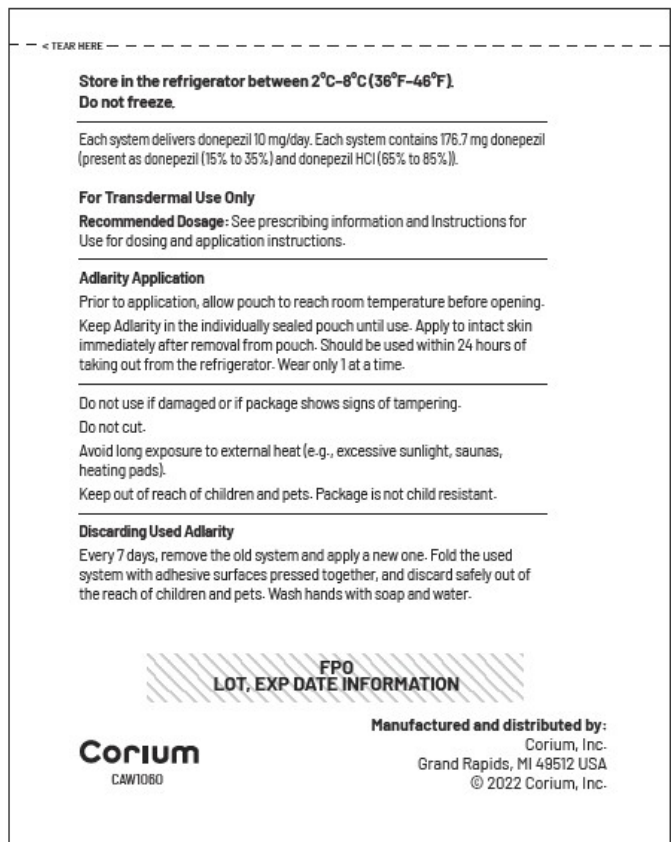 < TEAR HERE
Store in the refrigerator between 2°C–8°C (36°F–46°F).
Do not freeze.
Each system delivers donepezil 10 mg/day. Each system contains 176.7 mg donepezil
(present as donepezil (15% to 35%) and donepezil HCl (65% to 85%)).
For Transdermal Use Only
Recommended Dosage: See prescribing information and Instructions for
Use for dosing and application instructions.
Adlarity Application
Prior to application, allow pouch to reach room temperature before opening.
Keep Adlarity in the individually sealed pouch until use. Apply to intact skin
immediately after removal from pouch. Should be used within 24 hours of
taking out from the refrigerator. Wear only 1 at a time.
Do not use if damaged or if package shows signs of tampering.
Do not cut.
Avoid long exposure to external heat (e.g., excessive sunlight, saunas,
heating pads).
Keep out of reach of children and pets. Package is not child resistant.
Discarding Used Adlarity
Every 7 days, remove the old system and apply a new one. Fold the used
system with adhesive surfaces pressed together, and discard safely out of
the reach of children and pets. Wash hands with soap and water.
FPO
LOT, EXP DATE INFORMATION
Corium
CAW1060
Manufactured and distributed by:
Corium, Inc.
Grand Rapids, MI 49512 USA
© 2022 Corium, Inc.